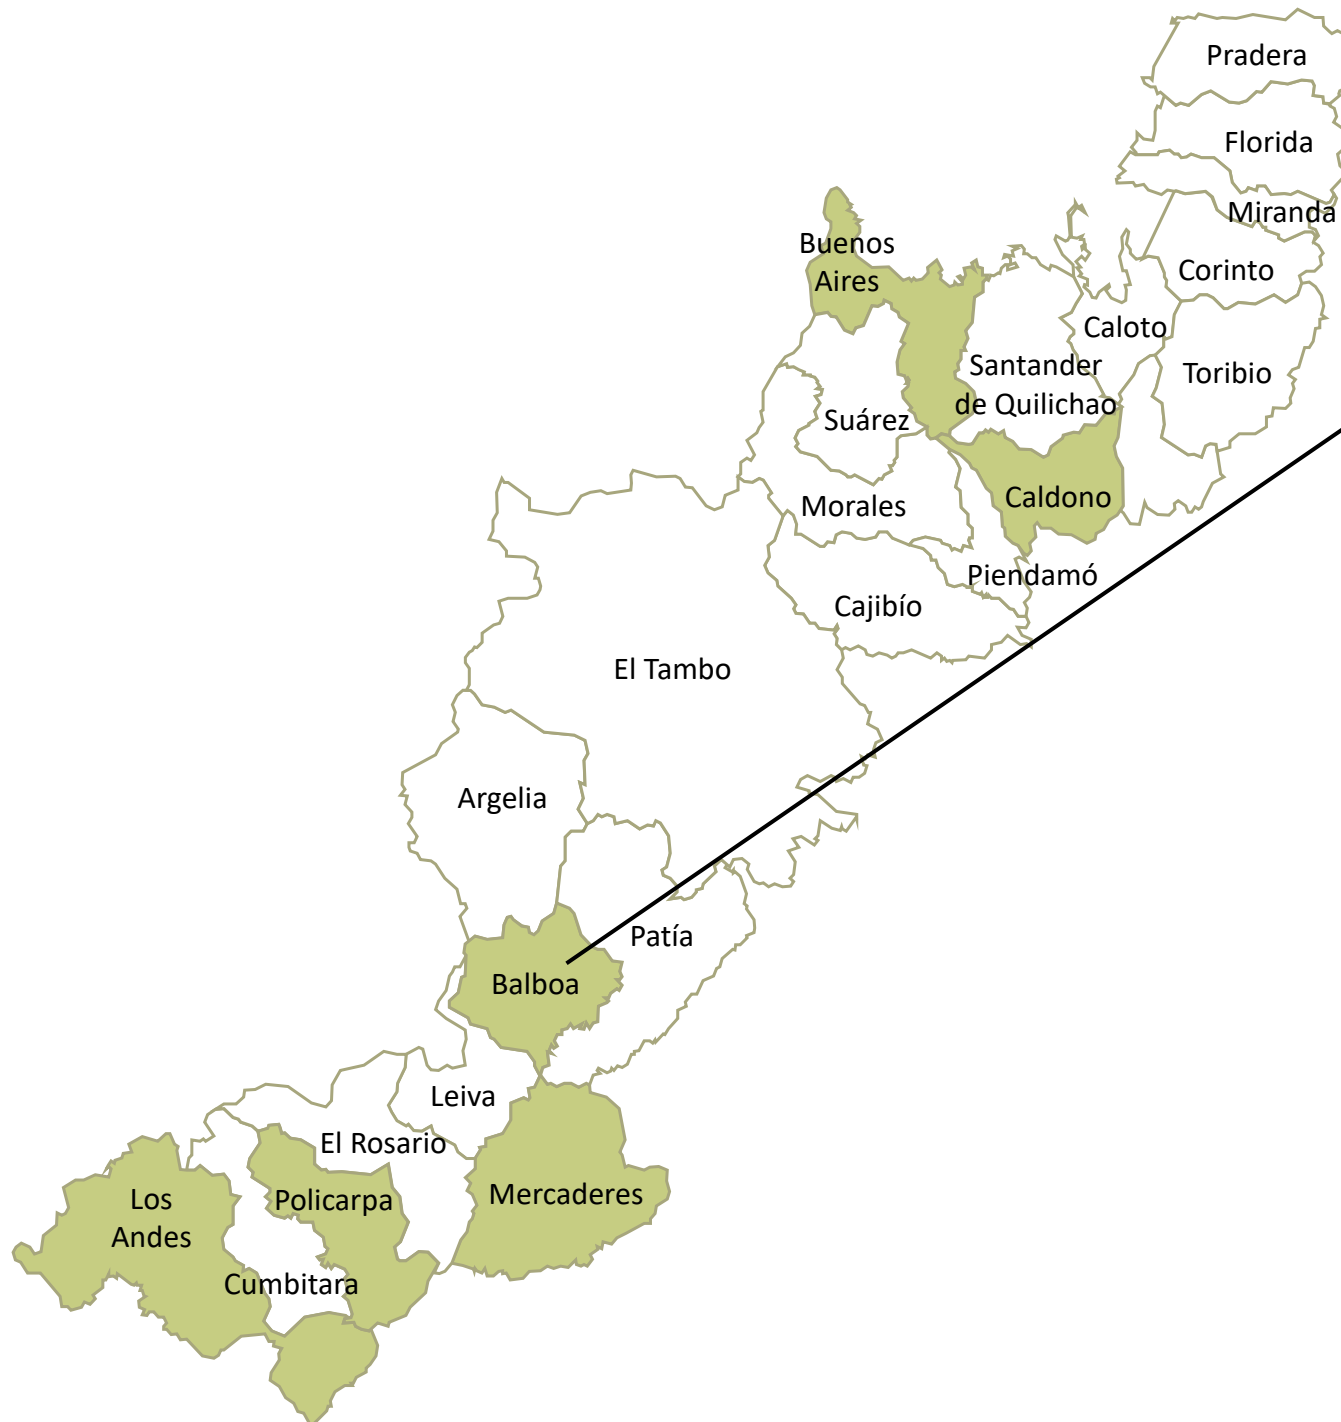 Pradera
Florida
Miranda
Buenos
Aires
Corinto
Caloto
Santander
de Quilichao
Toribio
Suárez
Caldono
Morales
Piendamó
Cajibío
El Tambo
Argelia
Patía
Balboa
Leiva
El Rosario
Los
Andes
Policarpa
Mercaderes
Cumbitara